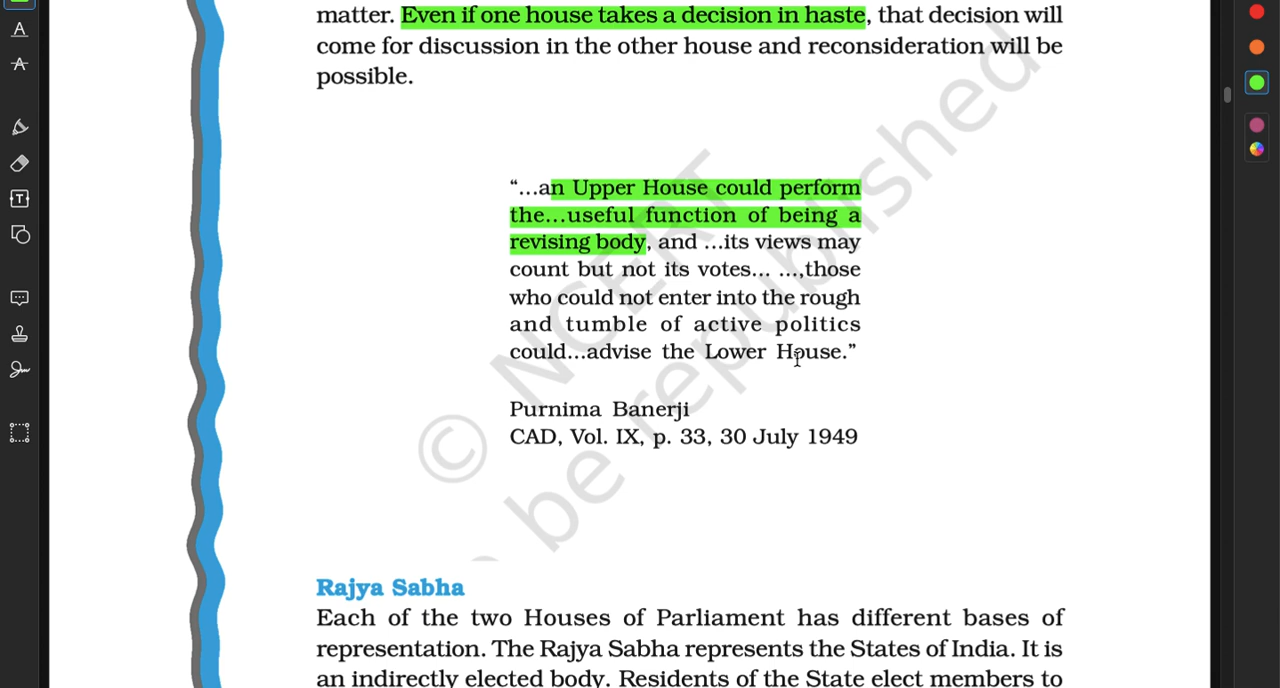 matter. Even if one house takes a decision in haste, that decision will
come for discussion in the other house and reconsideration will be
possible.
“...an Upper House could perform
the...useful function of being a
revising body, and ...its views may
count but not its votes... ...,those
who could not enter into the rough
and tumble of active politics
could...advise the Lower House.”
Purnima Banerji
CAD, Vol. IX, p. 33, 30 July 1949
© NCERT
be republished
Rajya Sabha
Each of the two Houses of Parliament has different bases of
representation. The Rajya Sabha represents the States of India. It is
an indirectly elected body. Residents of the State elect members to